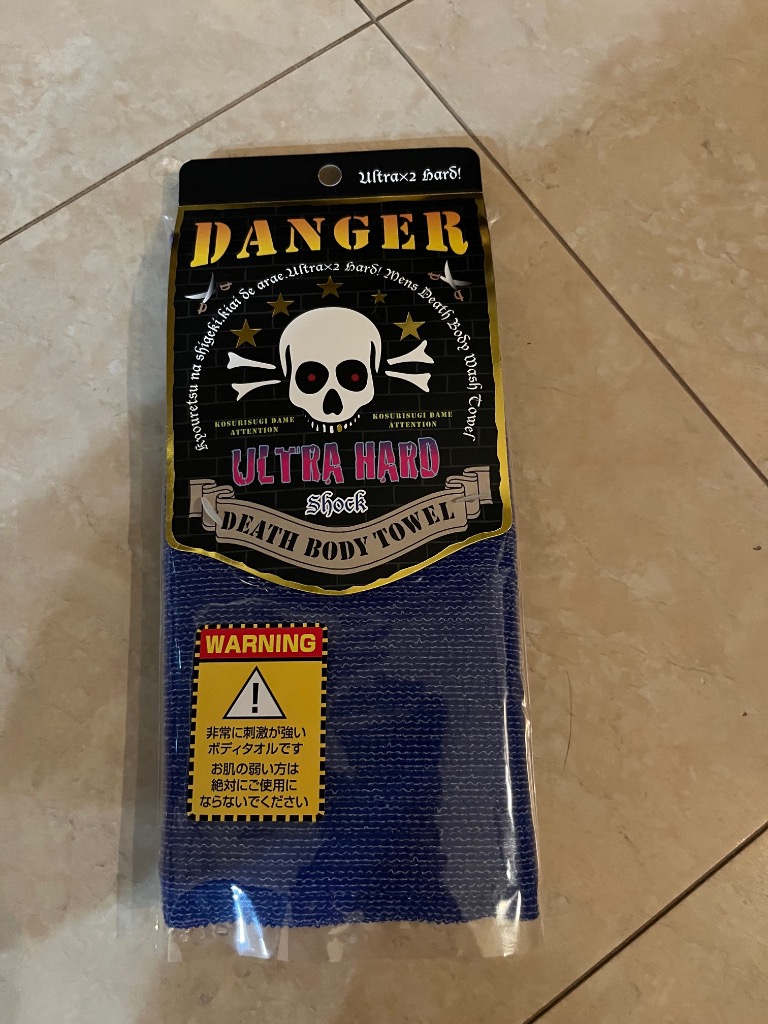 Ultra×2 Hard!
DANGER
Kyouretsu na shigeki.kiai de arae.Ultra×2 Hard! Mens Death Body Wash Towel
KOSURISUGI DAME
ATTENTION
KOSURISUGI DAME
ATTENTION
ULTRA HARD
Shock
DEATH BODY TOWEL
WARNING
!
非常に刺激が強い
ボディタオルです
お肌の弱い方は
絶対にご使用に
ならないでください